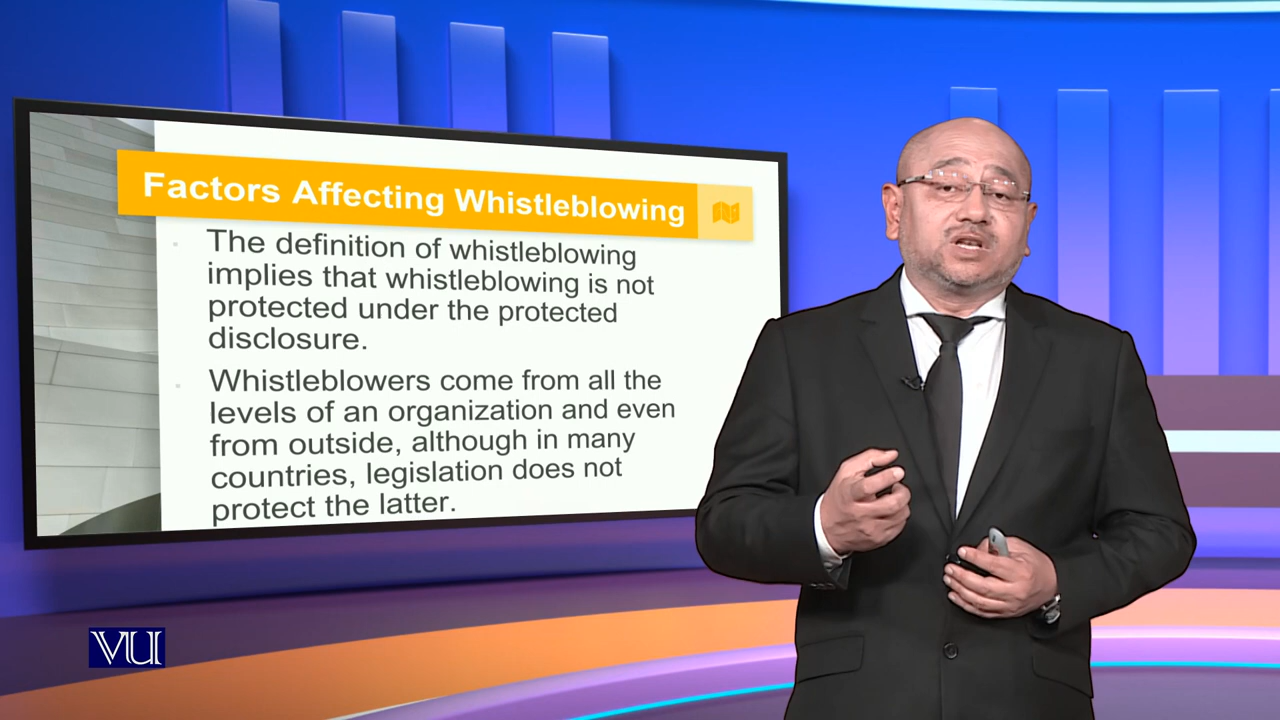 Factors Affecting Whistleblowing
The definition of whistleblowing
implies that whistleblowing is not
protected under the protected
disclosure.
Whistleblowers come from all the
levels of an organization and even
from outside, although in many
countries, legislation does not
protect the latter.
VU